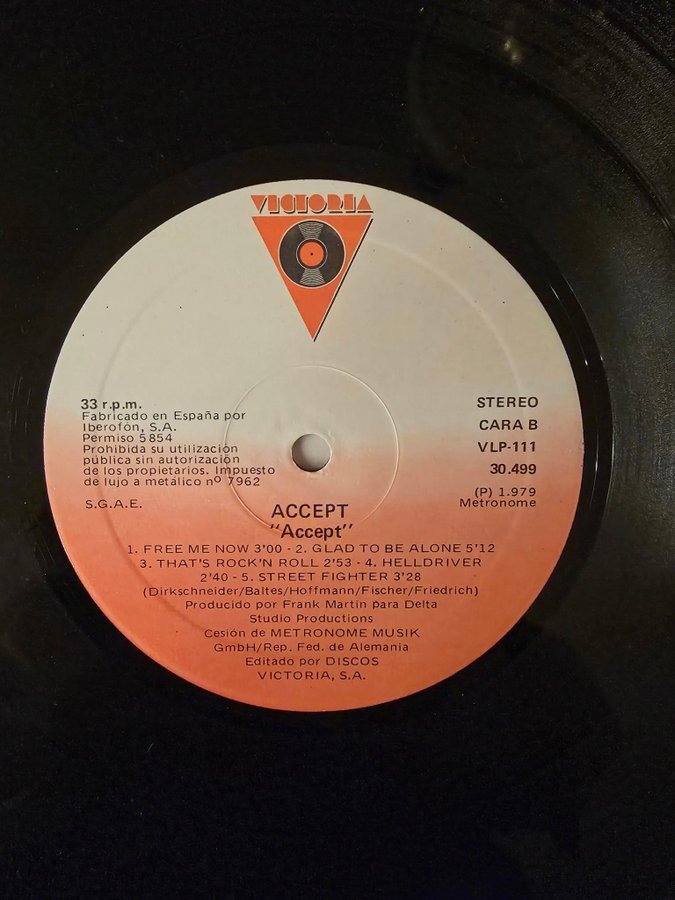 VICTORIA
33 r.p.m.
Fabricado en España por
Iberofón, S.A.
Permiso 5854
Prohibida su utilización
pública sin autorización
de los propietarios. Impuesto
de lujo a metálico nº 7962
S.G.A.E.
STEREO
CARA B
VLP-111
30.499
(P) 1.979
Metronome
ACCEPT
"Accept"
1. FREE ME NOW 3'00 - 2. GLAD TO BE ALONE 5'12
3. THAT'S ROCK'N ROLL 2'53 - 4. HELLDRIVER
2'40 - 5. STREET FIGHTER 3'28
(Dirkschneider/Baltes/Hoffmann/Fischer/Friedrich)
Producido por Frank Martin para Delta
Studio Productions
Cesión de METRONOME MUSIK
GmbH/Rep. Fed. de Alemania
Editado por DISCOS
VICTORIA, S.A.